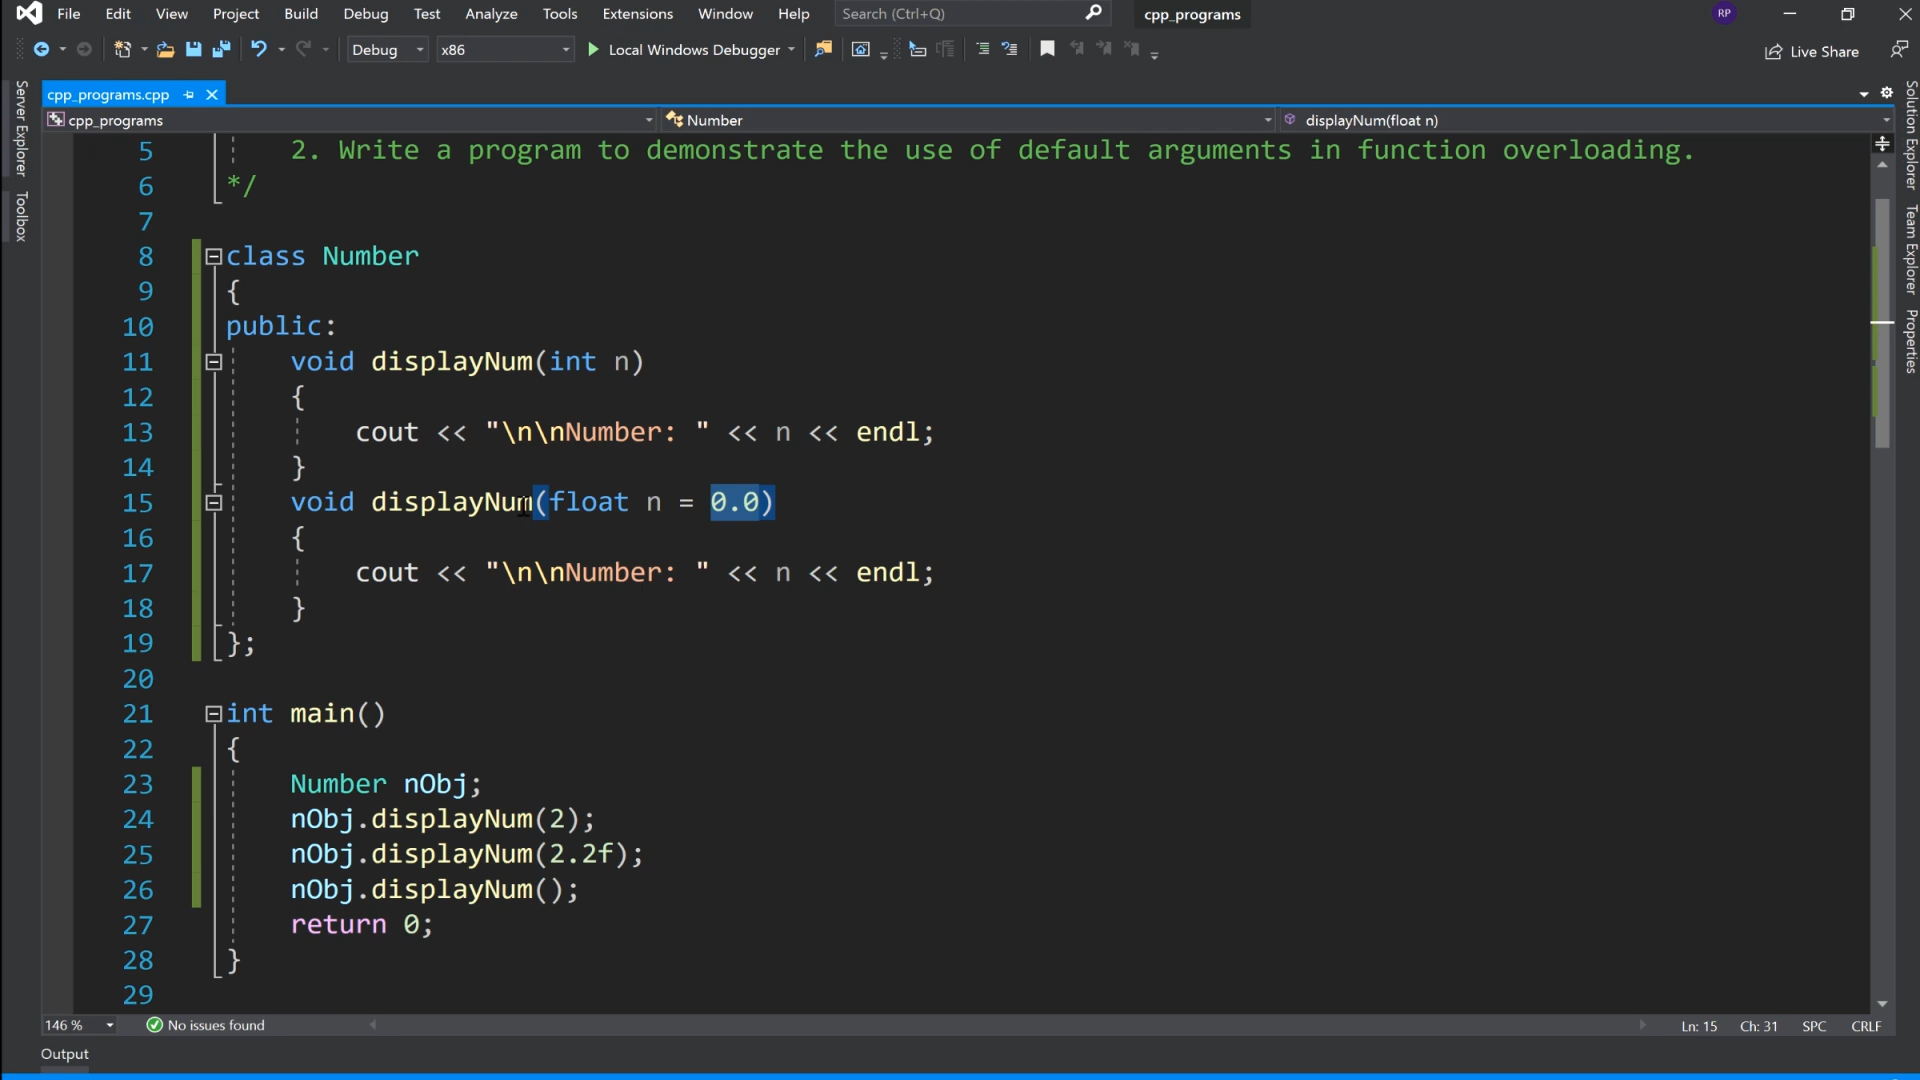 File Edit View Project Build Debug Test Analyze Tools Extensions Window Help Search (Ctrl+Q) cpp_programs RP
Debug x86 Local Windows Debugger Live Share
cpp_programs.cpp
cpp_programs Number displayNum(float n)
Server Explorer
Toolbox
Solution Explorer
Team Explorer
Properties
5 2. Write a program to demonstrate the use of default arguments in function overloading.
6 */
7
8 class Number
9 {
10 public:
11 void displayNum(int n)
12 {
13 cout << "\n\nNumber: " << n << endl;
14 }
15 void displayNum(float n = 0.0)
16 {
17 cout << "\n\nNumber: " << n << endl;
18 }
19 };
20
21 int main()
22 {
23 Number nObj;
24 nObj.displayNum(2);
25 nObj.displayNum(2.2f);
26 nObj.displayNum();
27 return 0;
28 }
29
146 % No issues found Ln: 15 Ch: 31 SPC CRLF
Output